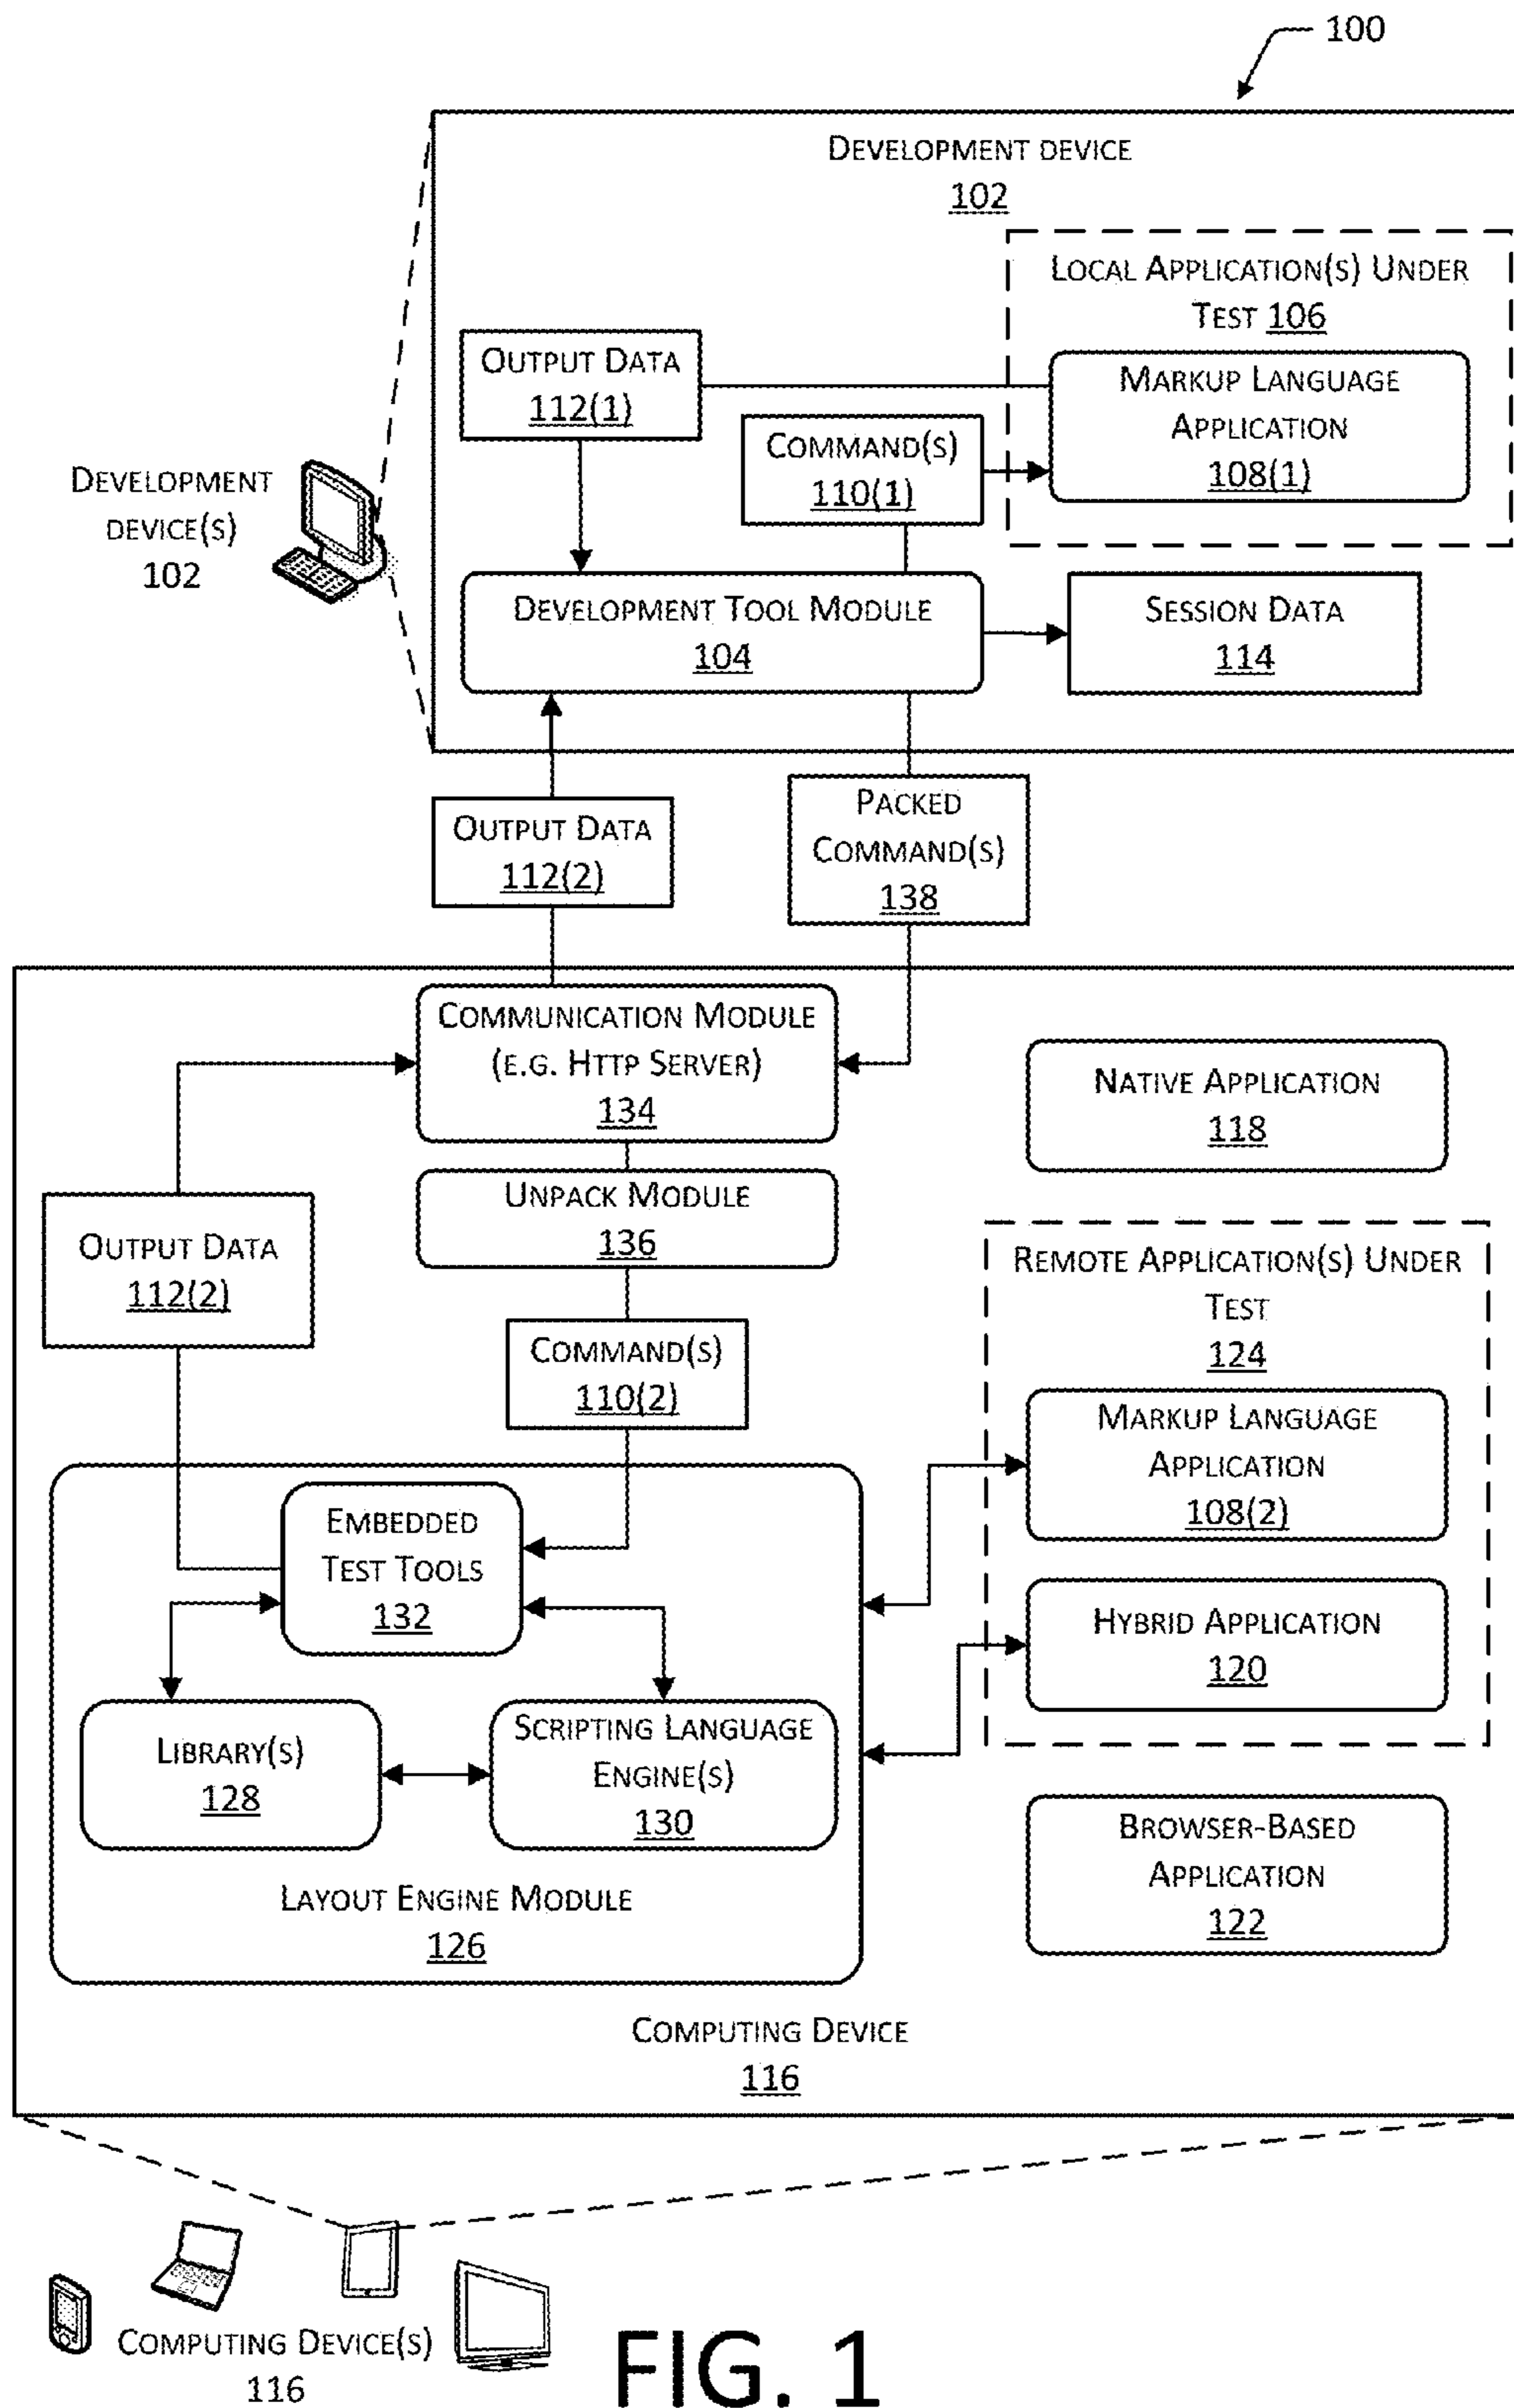 100
DEVELOPMENT DEVICE
102
LOCAL APPLICATION(S) UNDER
TEST 106
OUTPUT DATA
112(1)
MARKUP LANGUAGE
APPLICATION
108(1)
COMMAND(S)
110(1)
DEVELOPMENT
DEVICE(S)
102
DEVELOPMENT TOOL MODULE
104
SESSION DATA
114
OUTPUT DATA
112(2)
PACKED
COMMAND(S)
138
COMMUNICATION MODULE
(E.G. HTTP SERVER)
134
NATIVE APPLICATION
118
UNPACK MODULE
136
OUTPUT DATA
112(2)
REMOTE APPLICATION(S) UNDER
TEST
124
COMMAND(S)
110(2)
MARKUP LANGUAGE
APPLICATION
108(2)
EMBEDDED
TEST TOOLS
132
HYBRID APPLICATION
120
LIBRARY(S)
128
SCRIPTING LANGUAGE
ENGINE(S)
130
BROWSER-BASED
APPLICATION
122
LAYOUT ENGINE MODULE
126
COMPUTING DEVICE
116
COMPUTING DEVICE(S)
116
FIG. 1